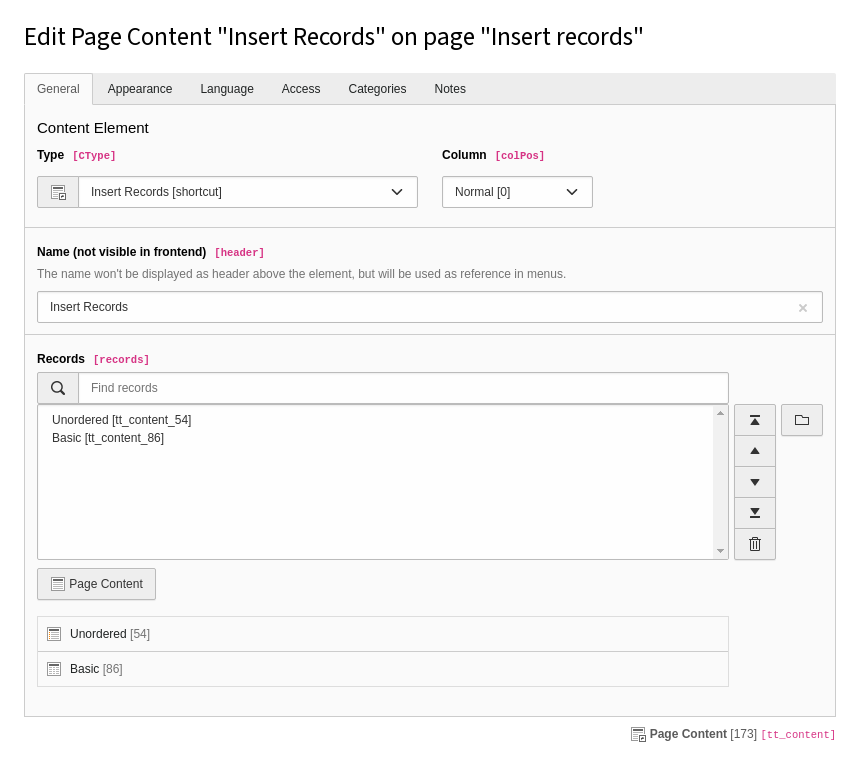 Edit Page Content "Insert Records" on page "Insert records"
General Appearance Language Access Categories Notes
Content Element
Type [CType] Column [colPos]
Insert Records [shortcut] Normal [0]
Name (not visible in frontend) [header]
The name won't be displayed as header above the element, but will be used as reference in menus.
Insert Records
Records [records]
Find records
Unordered [tt_content_54]
Basic [tt_content_86]
Page Content
Unordered [54]
Basic [86]
Page Content [173] [tt_content]